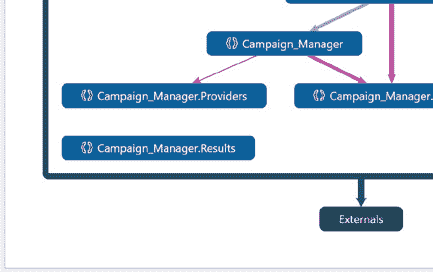 Campaign_Manager
Campaign_Manager.Providers
Campaign_Manager.
Campaign_Manager.Results
Externals